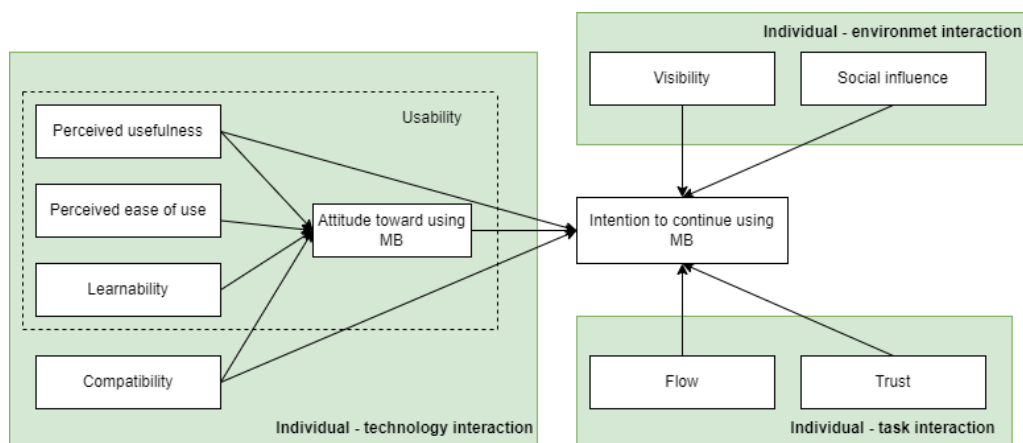 Individual - environmet interaction
Visibility
Social influence
Usability
Perceived usefulness
Perceived ease of use
Attitude toward using
MB
Intention to continue using
MB
Learnability
Compatibility
Flow
Trust
Individual - technology interaction
Individual - task interaction